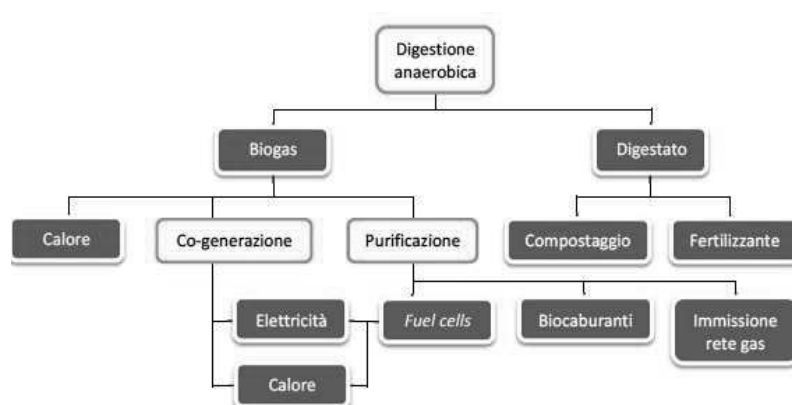 Digestione
anaerobica
Biogas
Digestato
Calore
Co-generazione
Purificazione
Compostaggio
Fertilizzante
Elettricità
Fuel cells
Biocaburanti
Immissione
rete gas
Calore